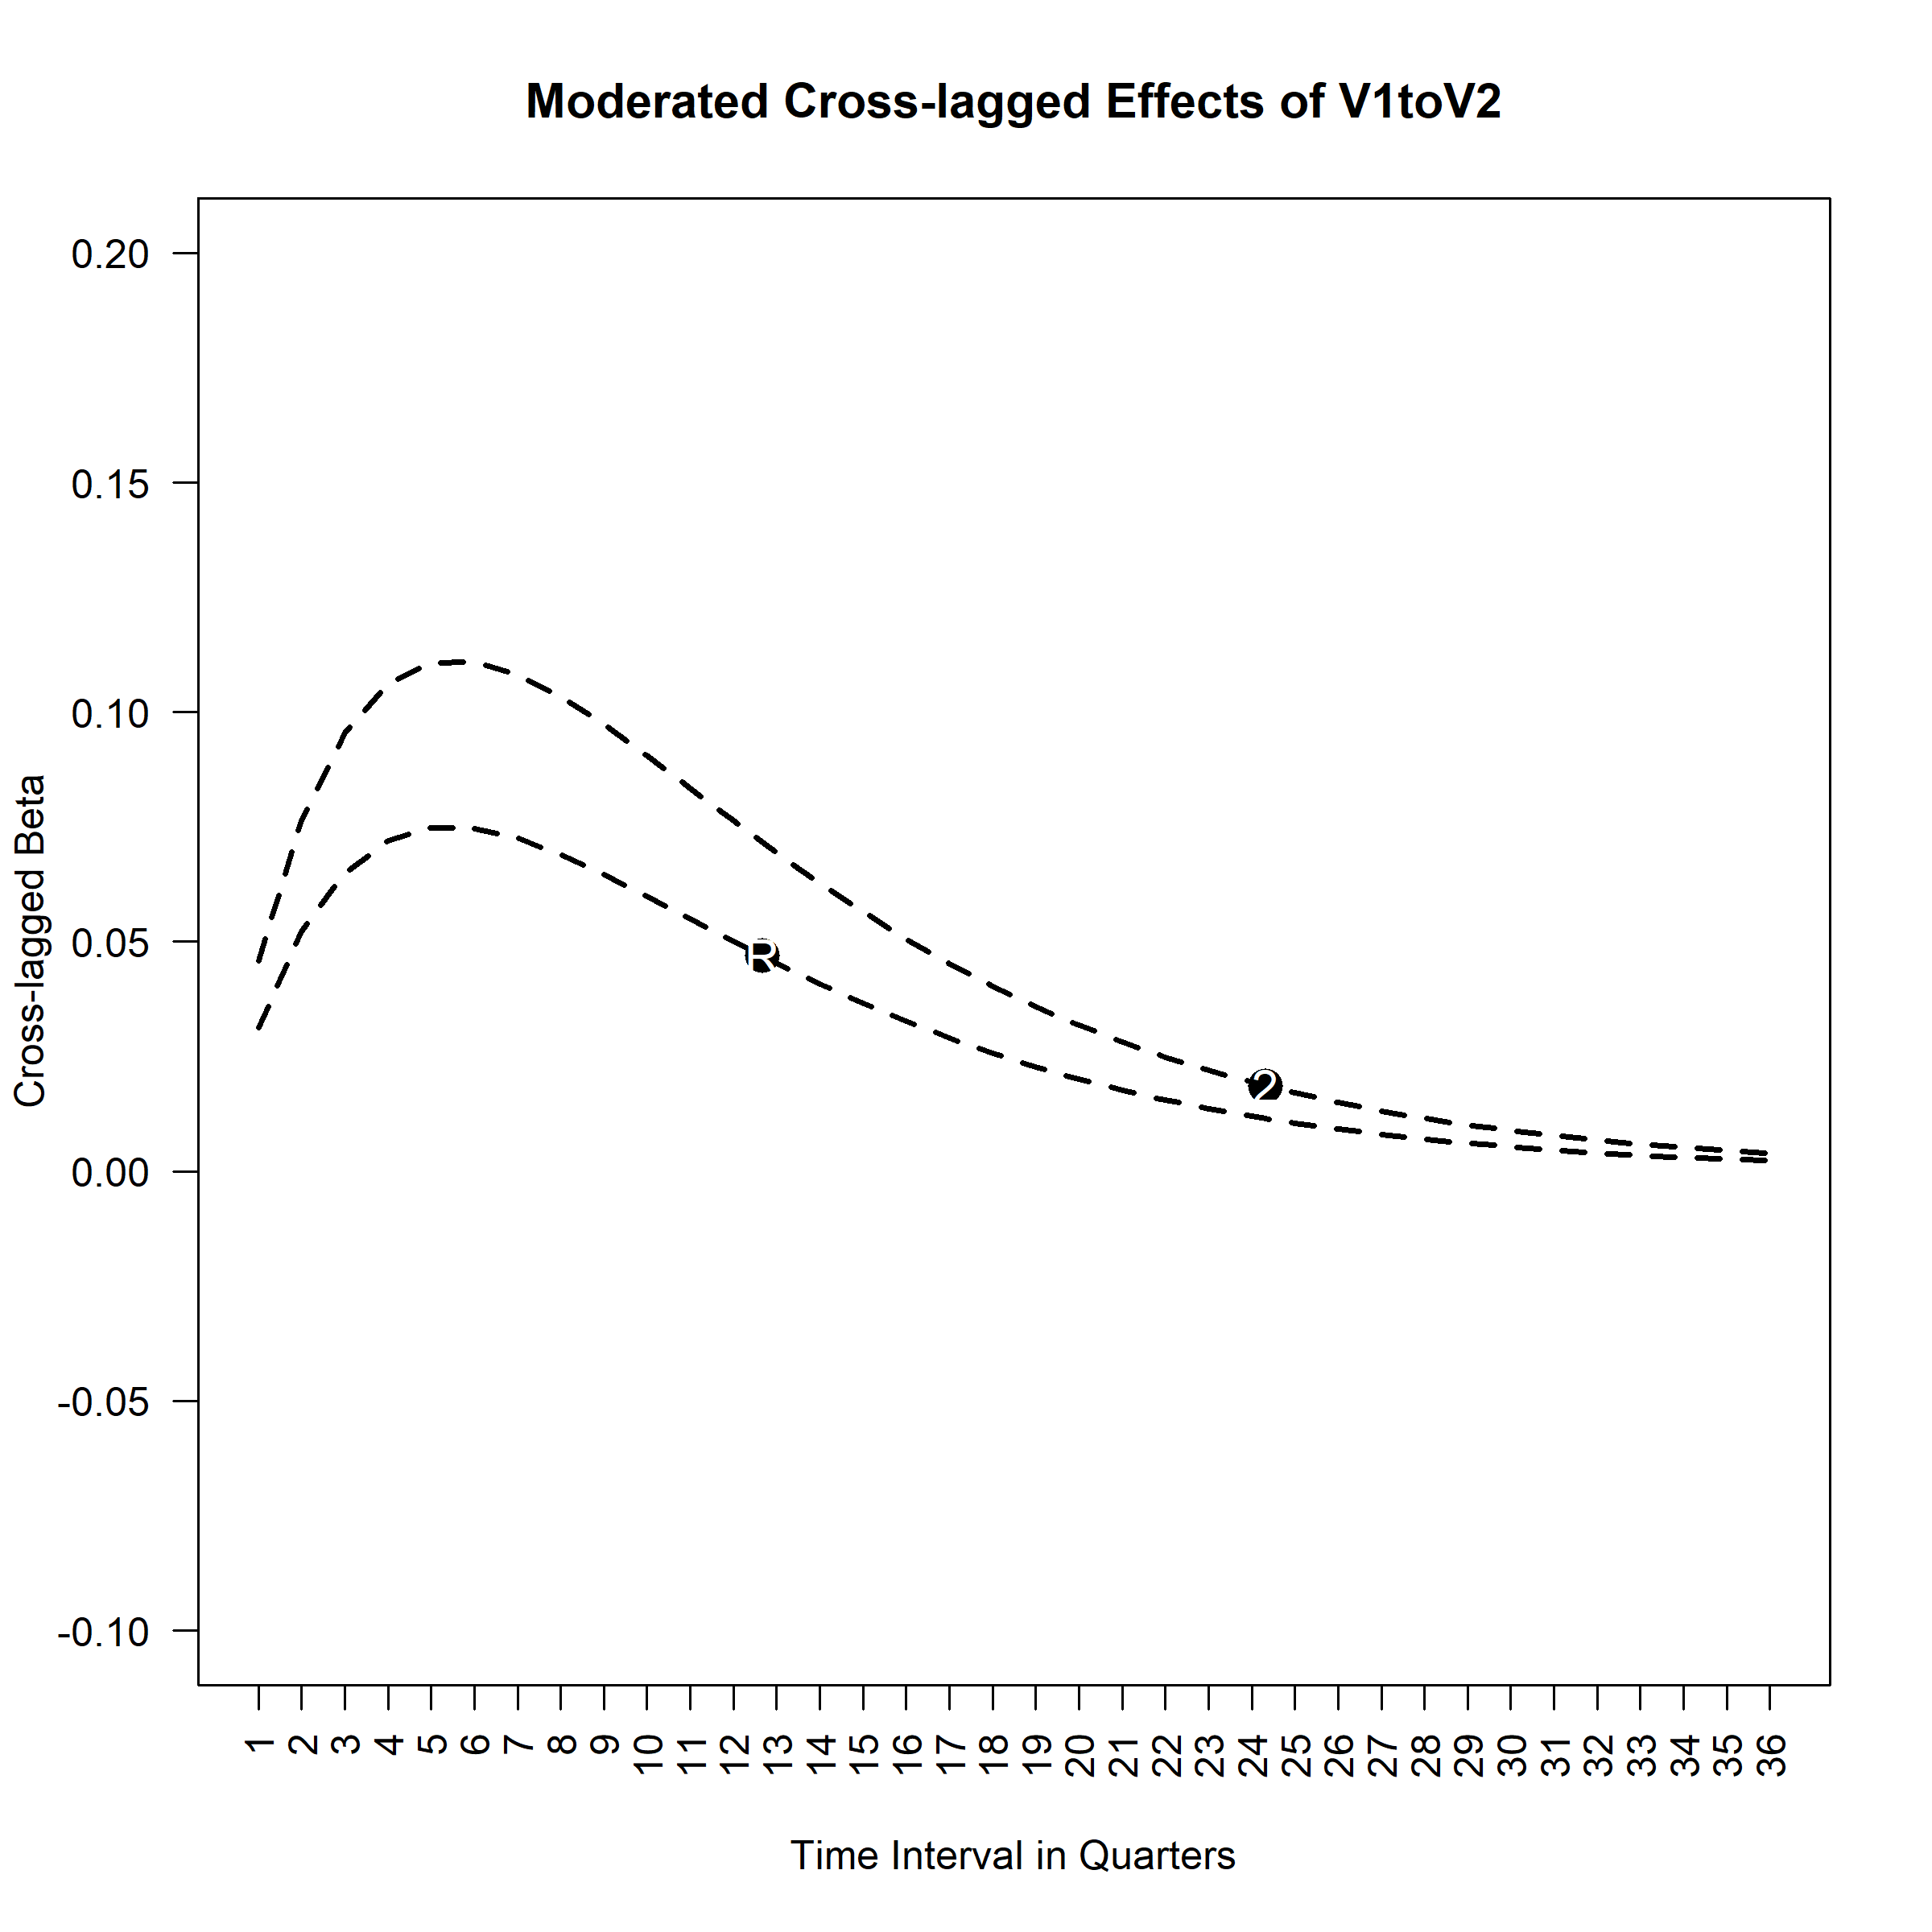 Moderated Cross-lagged Effects of V1toV2
0.20
0.15
0.10
0.05
0.00
-0.05
-0.10
Cross-lagged Beta
R
2
1 2 3 4 5 6 7 8 9 10 11 12 13 14 15 16 17 18 19 20 21 22 23 24 25 26 27 28 29 30 31 32 33 34 35 36
Time Interval in Quarters